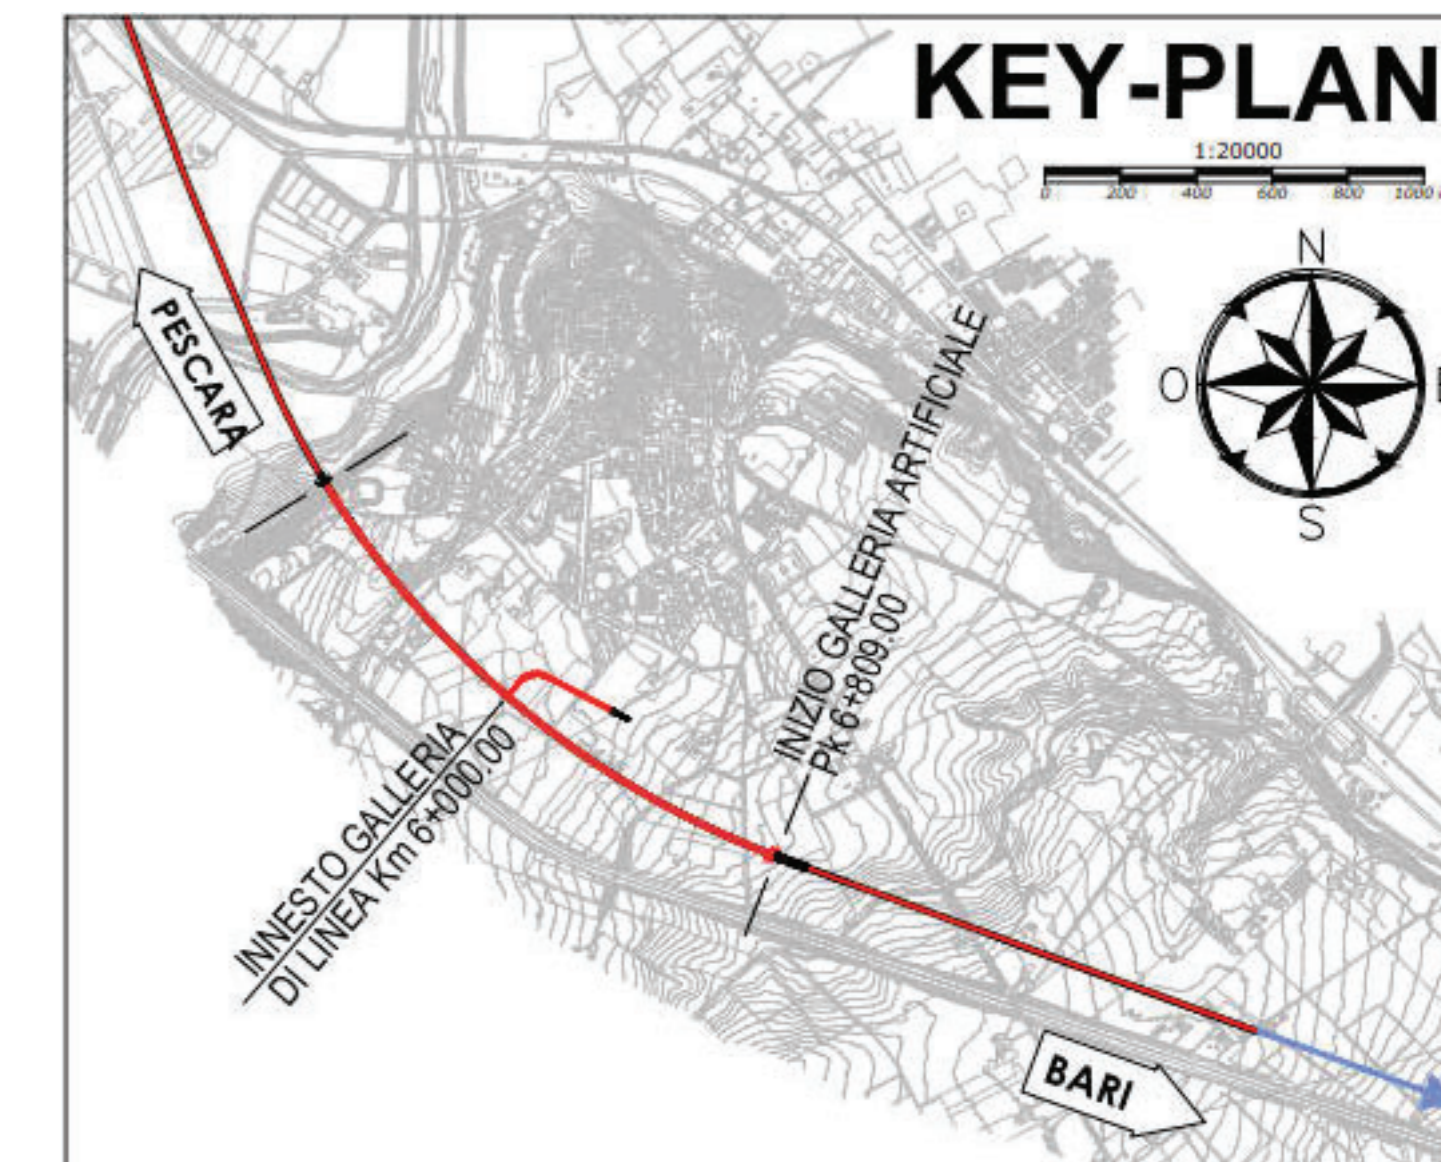 KEY-PLAN
1:20000
0 200 400 600 800 1000
N
O
S
PESCARA
INIZIO GALLERIA ARTIFICIALE
Pk 6+809.00
INNESTO GALLERIA
DI LINEA Km 6+000.00
BARI